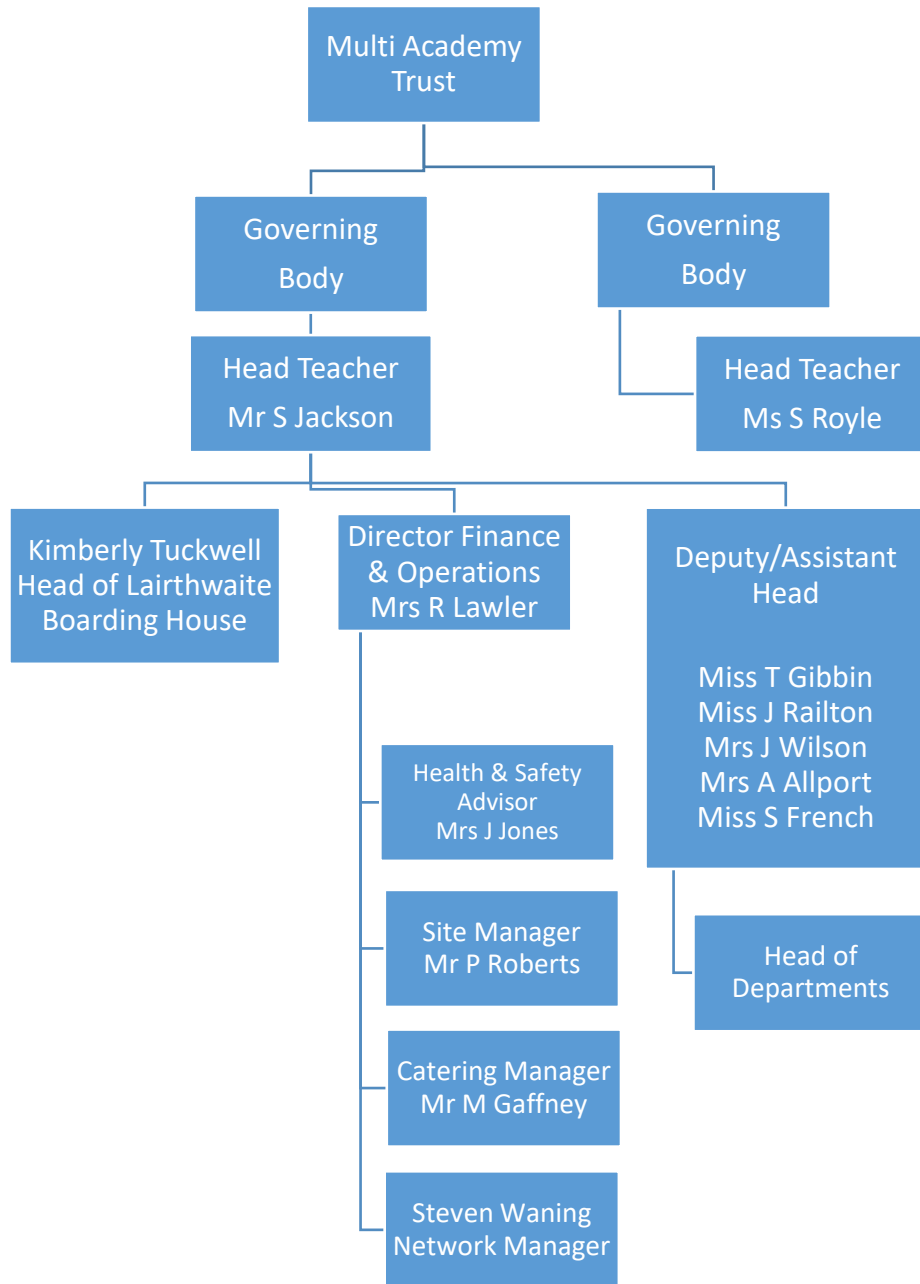 Multi Academy
Trust
Governing
Body
Governing
Body
Head Teacher
Mr S Jackson
Head Teacher
Ms S Royle
Kimberly Tuckwell
Head of Lairthwaite
Boarding House
Director Finance
& Operations
Mrs R Lawler
Deputy/Assistant
Head
Miss T Gibbin
Miss J Railton
Mrs J Wilson
Mrs A Allport
Miss S French
Health & Safety
Advisor
Mrs J Jones
Site Manager
Mr P Roberts
Head of
Departments
Catering Manager
Mr M Gaffney
Steven Waning
Network Manager